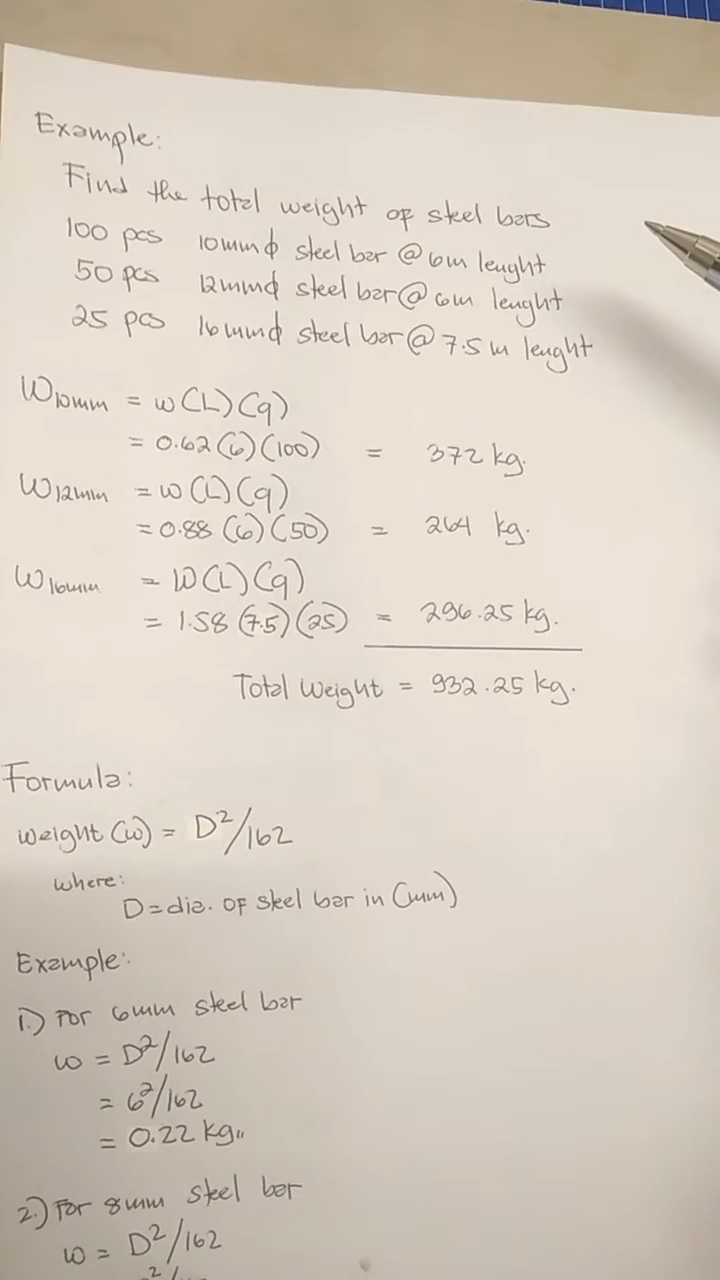 Example:
Find the total weight of steel bars
100 pcs 10mmϕ steel bar @ 6m lenght
50 pcs 12mmϕ steel bar @ 6m lenght
25 pcs 16mmϕ steel bar @ 7.5m lenght
W10mm = w(L)(q)
= 0.62(6)(100) = 372 kg.
W12mm = w(L)(q)
= 0.88(6)(50) = 264 kg.
W16mm = W(L)(q)
= 1.58(7.5)(25) = 296.25 kg.
Total Weight = 932.25 kg.
Formula:
weight (w) = D²/162
where:
D = dia. of steel bar in (mm)
Example:
1.) For 6mm steel bar
w = D²/162
= 6²/162
= 0.22 kg,,
2.) For 8mm steel bar
w = D²/162